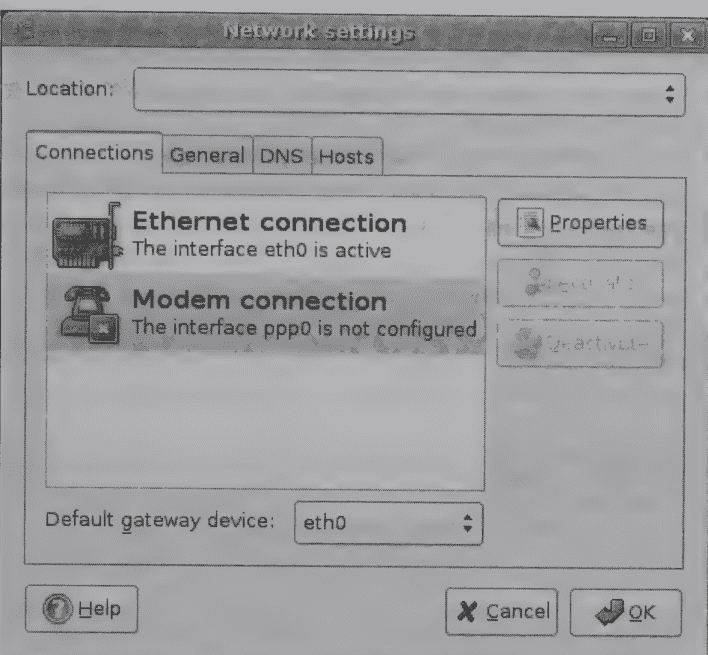 Network settings
Location:
Connections General DNS Hosts
Ethernet connection
The interface eth0 is active
Properties
Modem connection
The interface ppp0 is not configured
Deactivate
Default gateway device: eth0
Help Cancel OK